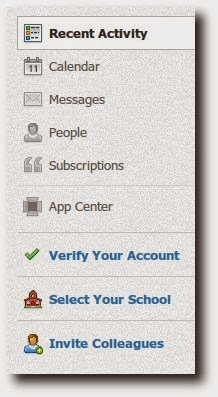 Recent Activity
11 Calendar
Messages
People
Subscriptions
App Center
Verify Your Account
Select Your School
Invite Colleagues